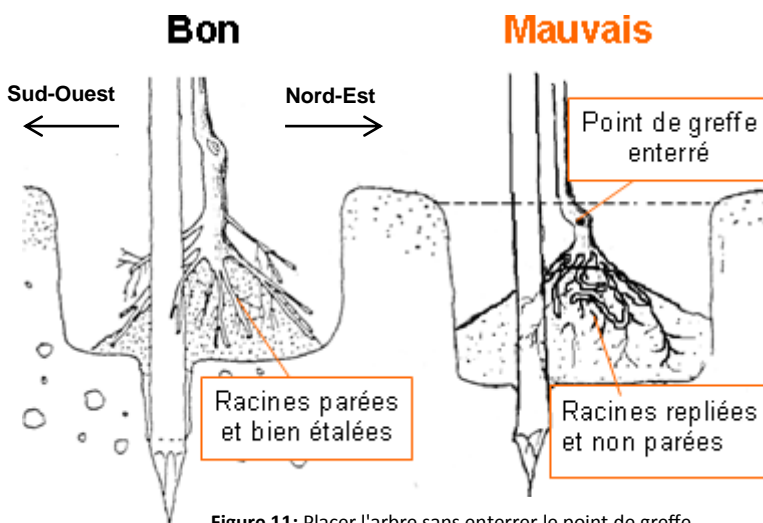 Bon
Mauvais
Sud-Ouest
Nord-Est
Point de greffe
enterré
Racines parées
et bien étalées
Racines repliées
et non parées
Figure 11: Placer l'arbre sans enterrer le point de greffe